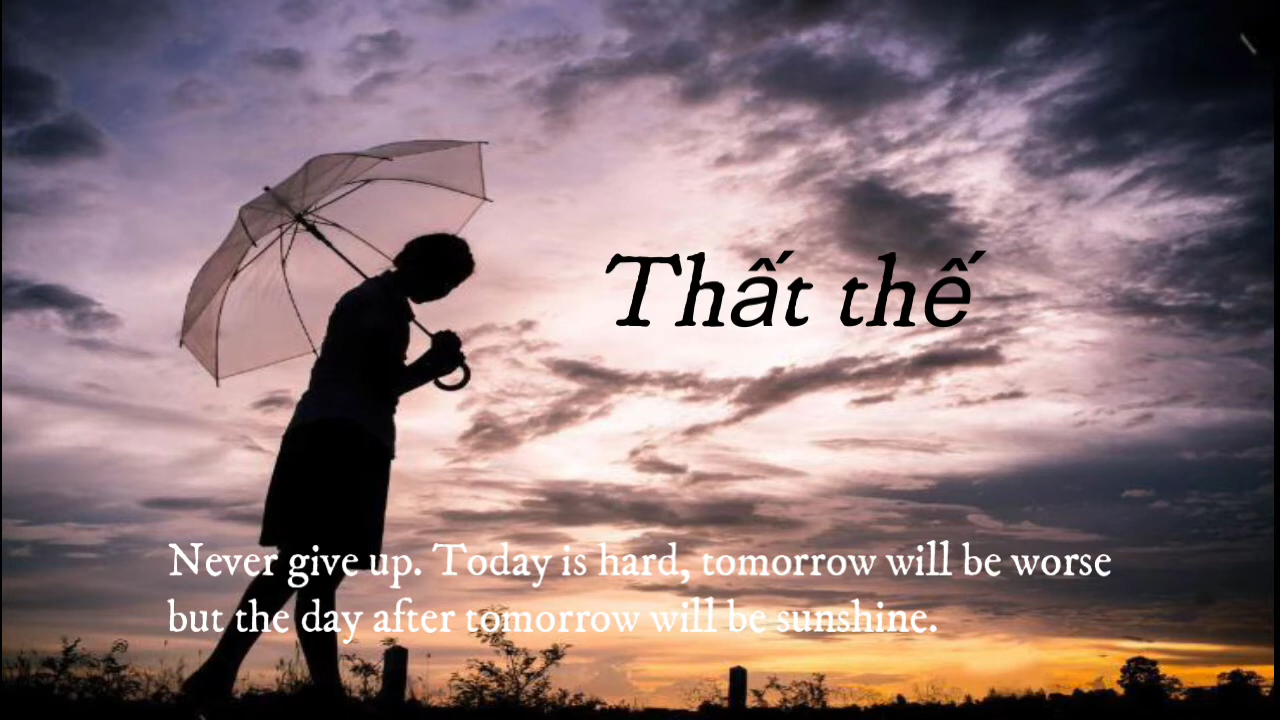 Thất thế
Never give up. Today is hard, tomorrow will be worse
but the day after tomorrow will be sunshine.